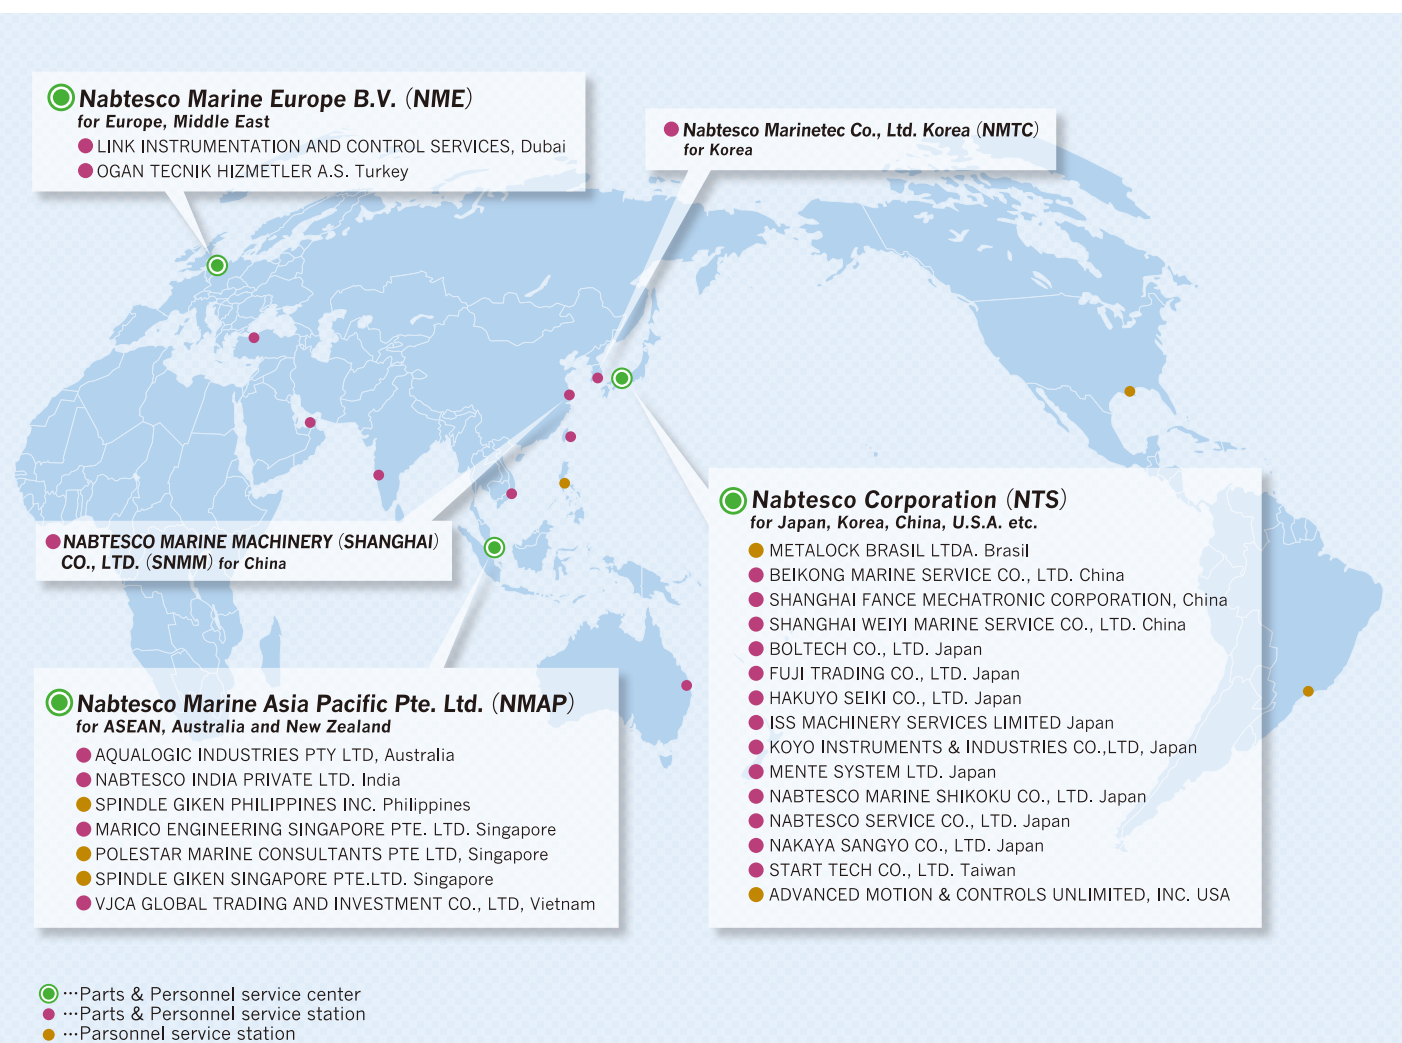 Nabtesco Marine Europe B.V. (NME)
for Europe, Middle East
LINK INSTRUMENTATION AND CONTROL SERVICES, Dubai
OGAN TECNIK HIZMETLER A.S. Turkey
Nabtesco Marinetec Co., Ltd. Korea (NMTC)
for Korea
NABTESCO MARINE MACHINERY (SHANGHAI)
CO., LTD. (SNMM) for China
Nabtesco Marine Asia Pacific Pte. Ltd. (NMAP)
for ASEAN, Australia and New Zealand
AQUALOGIC INDUSTRIES PTY LTD, Australia
NABTESCO INDIA PRIVATE LTD. India
SPINDLE GIKEN PHILIPPINES INC. Philippines
MARICO ENGINEERING SINGAPORE PTE. LTD. Singapore
POLESTAR MARINE CONSULTANTS PTE LTD, Singapore
SPINDLE GIKEN SINGAPORE PTE.LTD. Singapore
VJCA GLOBAL TRADING AND INVESTMENT CO., LTD, Vietnam
Nabtesco Corporation (NTS)
for Japan, Korea, China, U.S.A. etc.
METALOCK BRASIL LTDA. Brasil
BEIKONG MARINE SERVICE CO., LTD. China
SHANGHAI FANCE MECHATRONIC CORPORATION, China
SHANGHAI WEIYI MARINE SERVICE CO., LTD. China
BOLTECH CO., LTD. Japan
FUJI TRADING CO., LTD. Japan
HAKUYO SEIKI CO., LTD. Japan
ISS MACHINERY SERVICES LIMITED Japan
KOYO INSTRUMENTS & INDUSTRIES CO.,LTD, Japan
MENTE SYSTEM LTD. Japan
NABTESCO MARINE SHIKOKU CO., LTD. Japan
NABTESCO SERVICE CO., LTD. Japan
NAKAYA SANGYO CO., LTD. Japan
START TECH CO., LTD. Taiwan
ADVANCED MOTION & CONTROLS UNLIMITED, INC. USA
…Parts & Personnel service center
…Parts & Personnel service station
…Parsonnel service station